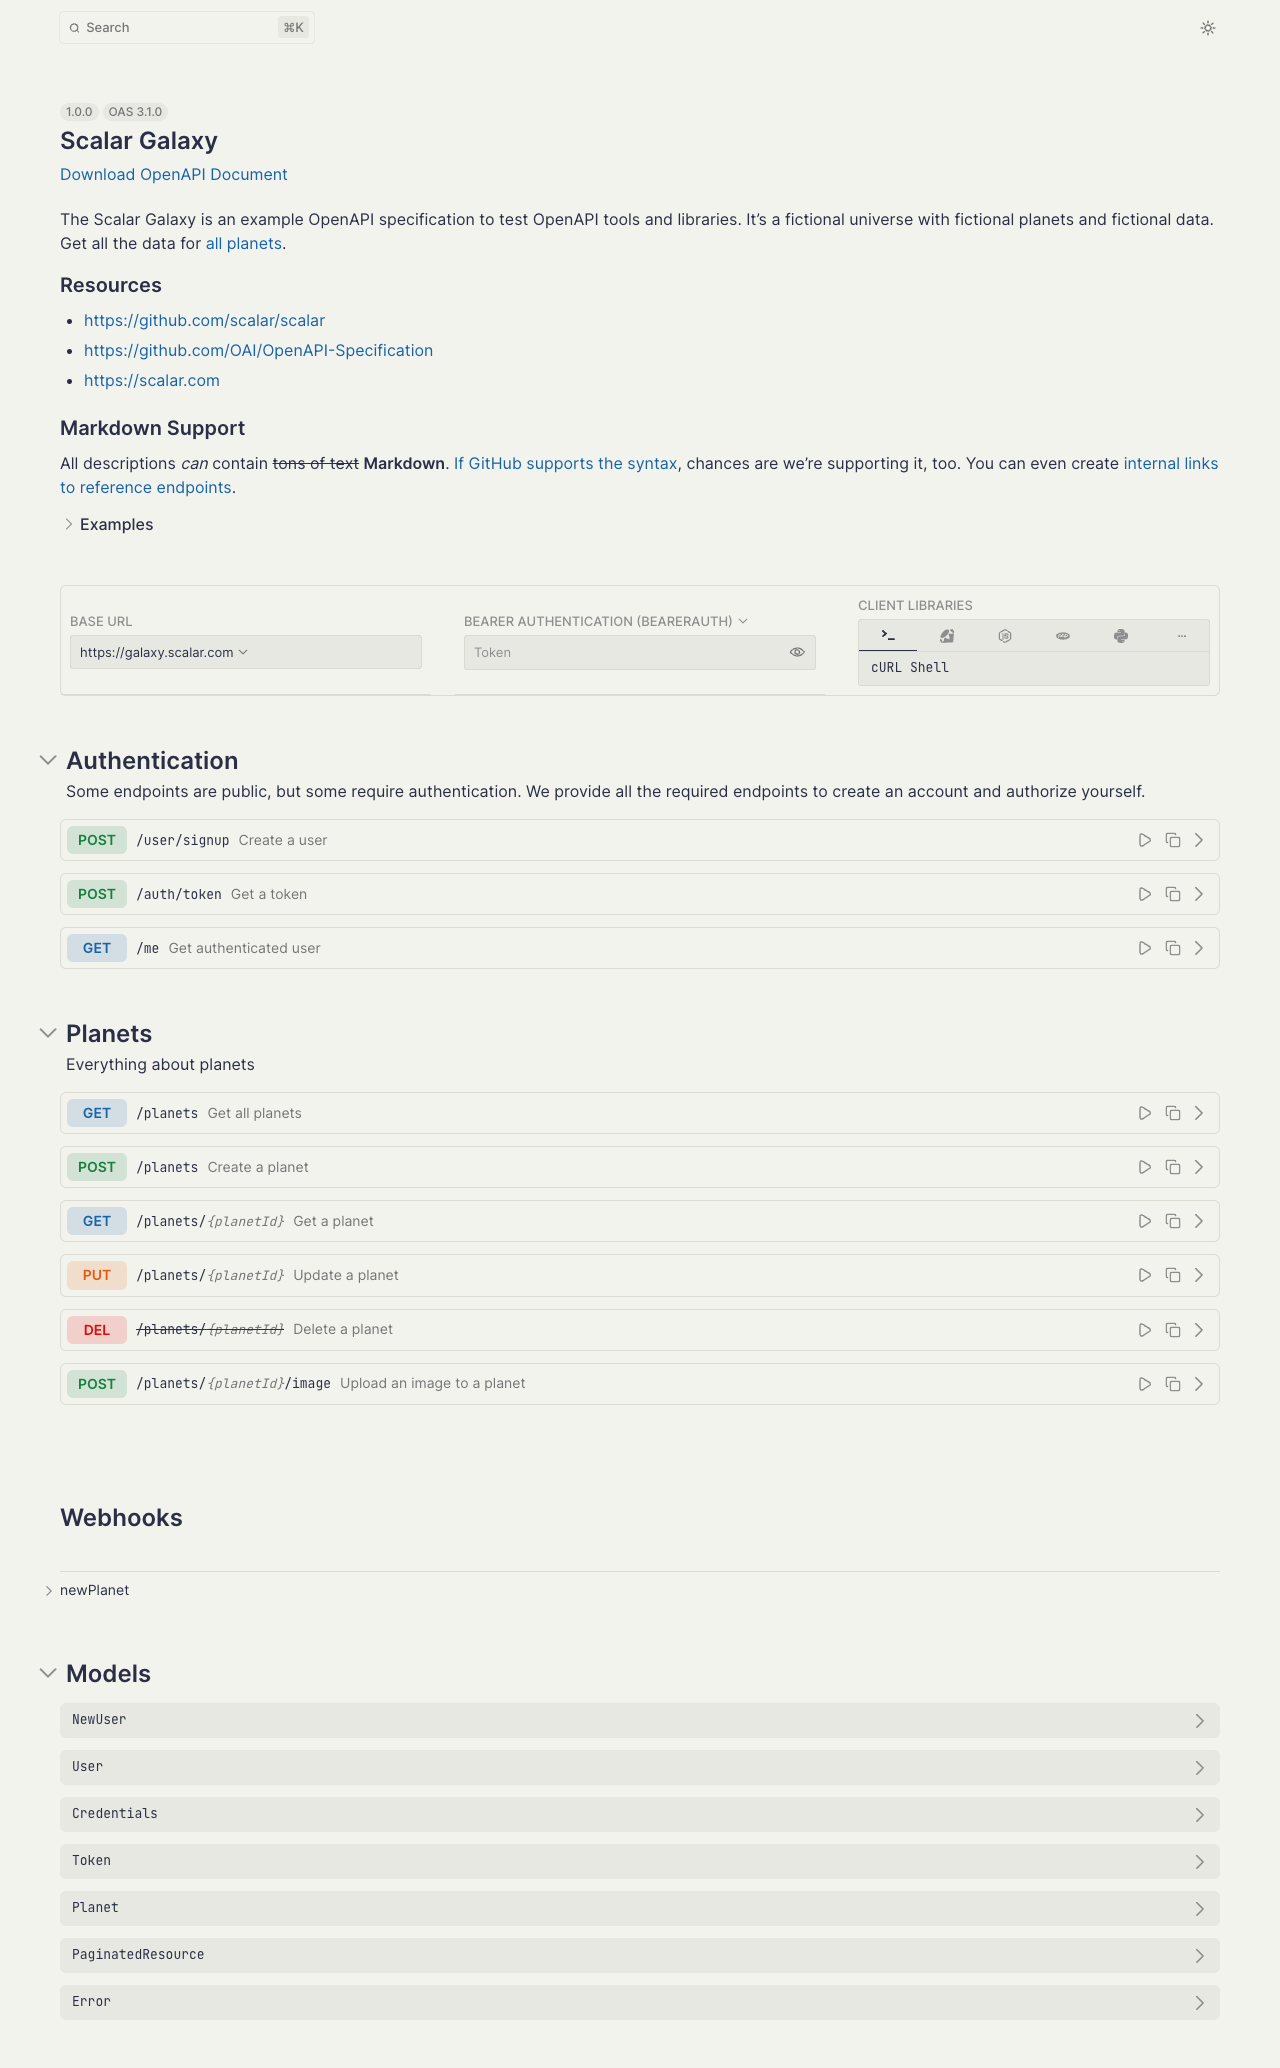 Search ⌘K
1.0.0 OAS 3.1.0
Scalar Galaxy
Download OpenAPI Document
The Scalar Galaxy is an example OpenAPI specification to test OpenAPI tools and libraries. It’s a fictional universe with fictional planets and fictional data.
Get all the data for all planets.
Resources
• https://github.com/scalar/scalar
• https://github.com/OAI/OpenAPI-Specification
• https://scalar.com
Markdown Support
All descriptions can contain tons of text Markdown. If GitHub supports the syntax, chances are we’re supporting it, too. You can even create internal links
to reference endpoints.
Examples
BASE URL
https://galaxy.scalar.com
BEARER AUTHENTICATION (BEARERAUTH)
Token
CLIENT LIBRARIES
cURL Shell
Authentication
Some endpoints are public, but some require authentication. We provide all the required endpoints to create an account and authorize yourself.
POST /user/signup Create a user
POST /auth/token Get a token
GET /me Get authenticated user
Planets
Everything about planets
GET /planets Get all planets
POST /planets Create a planet
GET /planets/{planetId} Get a planet
PUT /planets/{planetId} Update a planet
DEL /planets/{planetId} Delete a planet
POST /planets/{planetId}/image Upload an image to a planet
Webhooks
newPlanet
Models
NewUser
User
Credentials
Token
Planet
PaginatedResource
Error